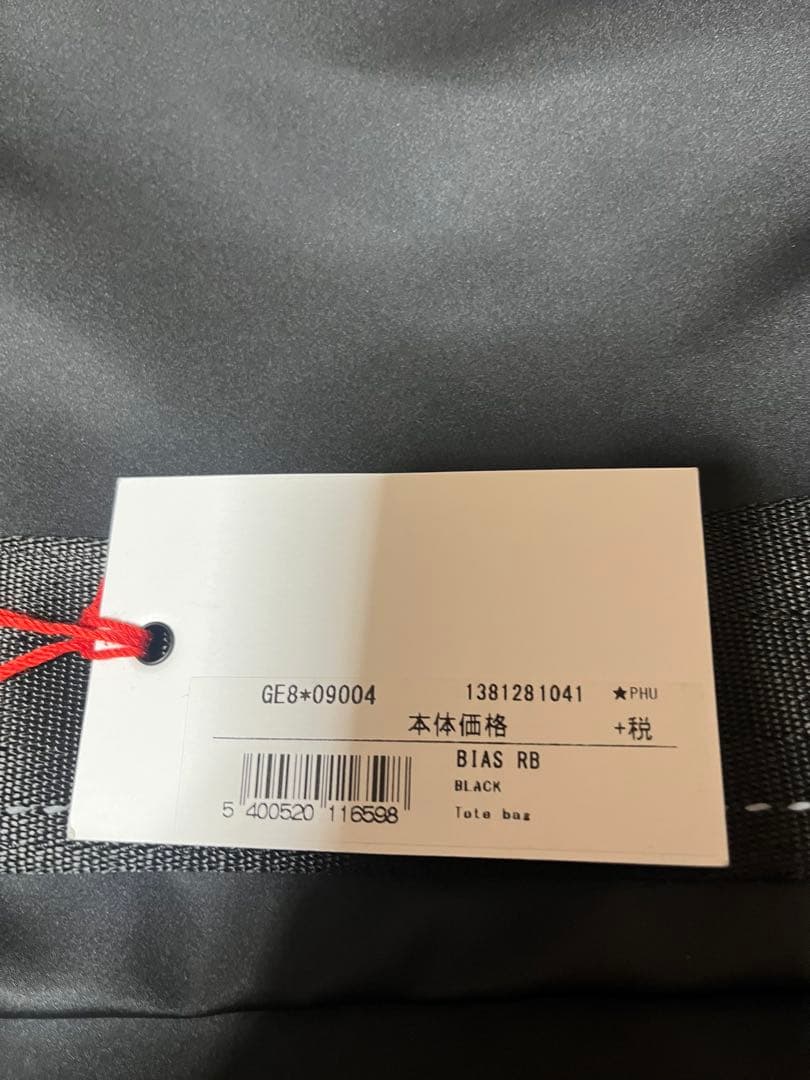 GE8*09004 1381281041 ★PHU
本体価格 +税
BIAS RB
BLACK
Tote bag
5 400520 116598